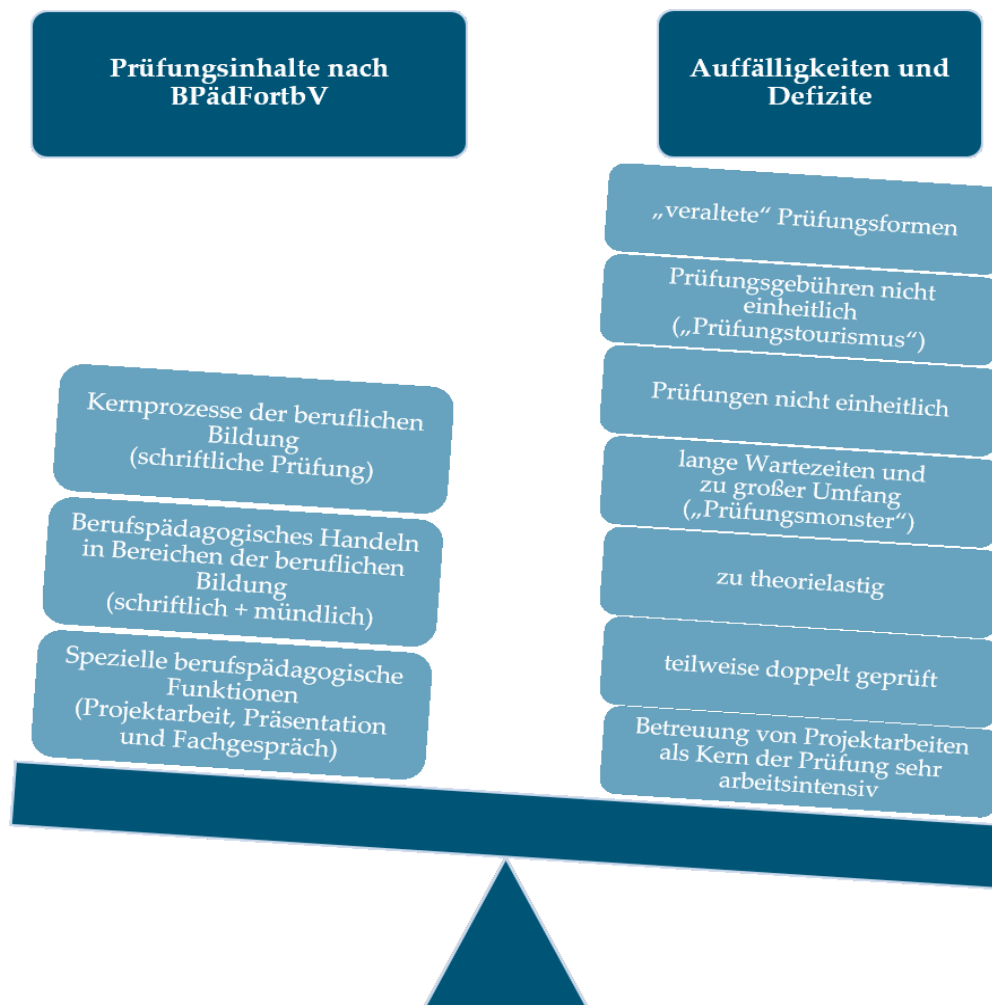 Prüfungsinhalte nach
BPädFortbV
Kernprozesse der beruflichen
Bildung
(schriftliche Prüfung)
Berufspädagogisches Handeln
in Bereichen der beruflichen
Bildung
(schriftlich + mündlich)
Spezielle berufspädagogische
Funktionen
(Projektarbeit, Präsentation
und Fachgespräch)
Auffälligkeiten und
Defizite
„veraltete“ Prüfungsformen
Prüfungsgebühren nicht
einheitlich
(„Prüfungstourismus“)
Prüfungen nicht einheitlich
lange Wartezeiten und
zu großer Umfang
(„Prüfungsmonster“)
zu theorielastig
teilweise doppelt geprüft
Betreuung von Projektarbeiten
als Kern der Prüfung sehr
arbeitsintensiv